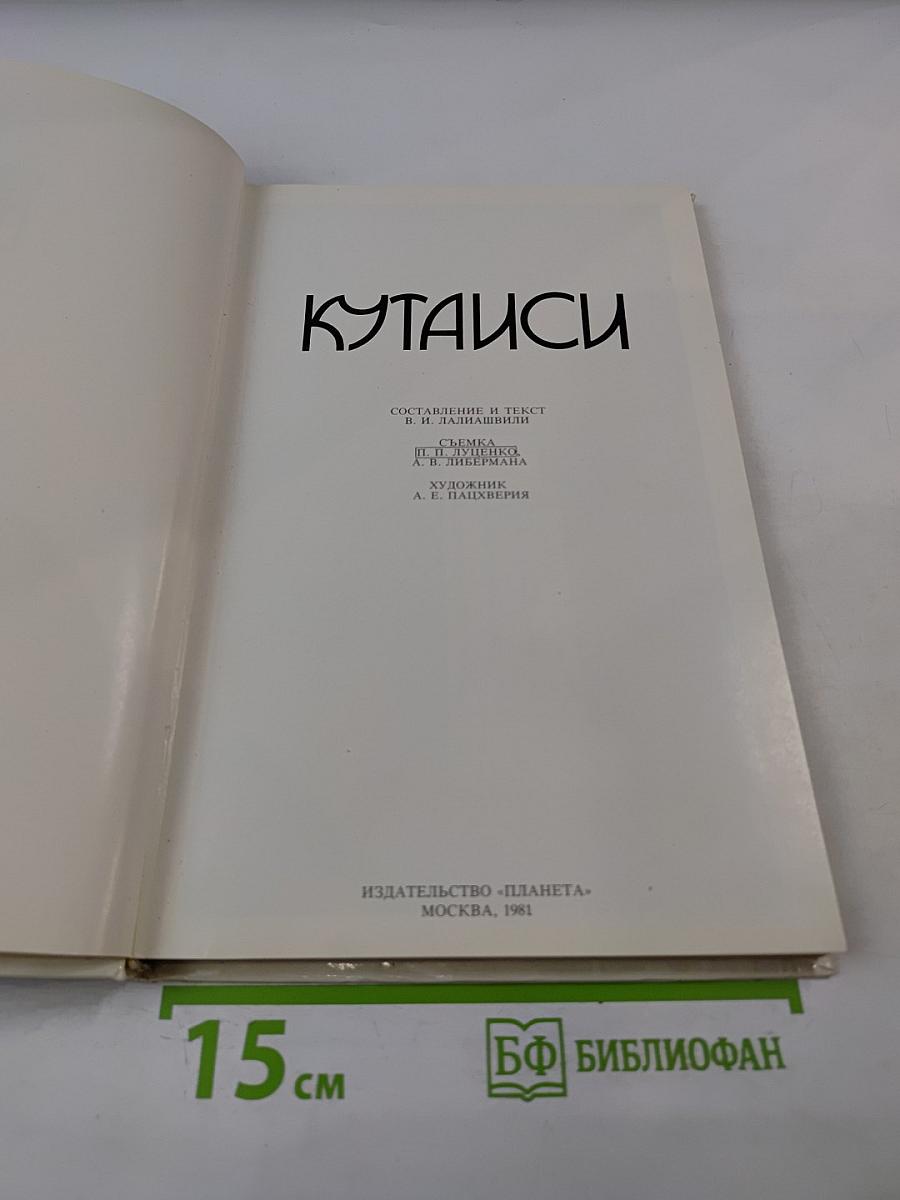 КУТАИСИ
СОСТАВЛЕНИЕ И ТЕКСТ
В. И. ЛАЛИАШВИЛИ
СЪЕМКА
П. П. ЛУЦЕНКО,
А. В. ЛИБЕРМАНА
ХУДОЖНИК
А. Е. ПАЦХВЕРИЯ
ИЗДАТЕЛЬСТВО «ПЛАНЕТА»
МОСКВА, 1981
15 см
БФ БИБЛИОФАН